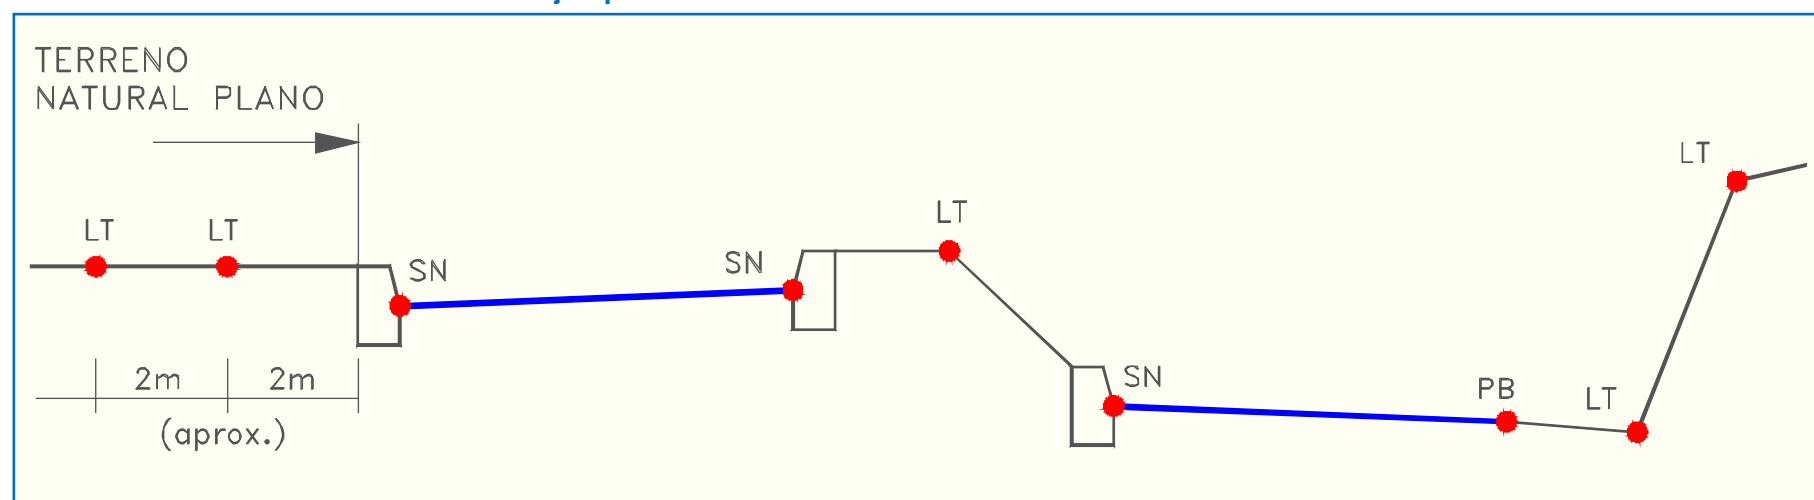 TERRENO
NATURAL PLANO
LT
LT
LT
LT
SN
SN
2m
2m
SN
PB
LT
(aprox.)